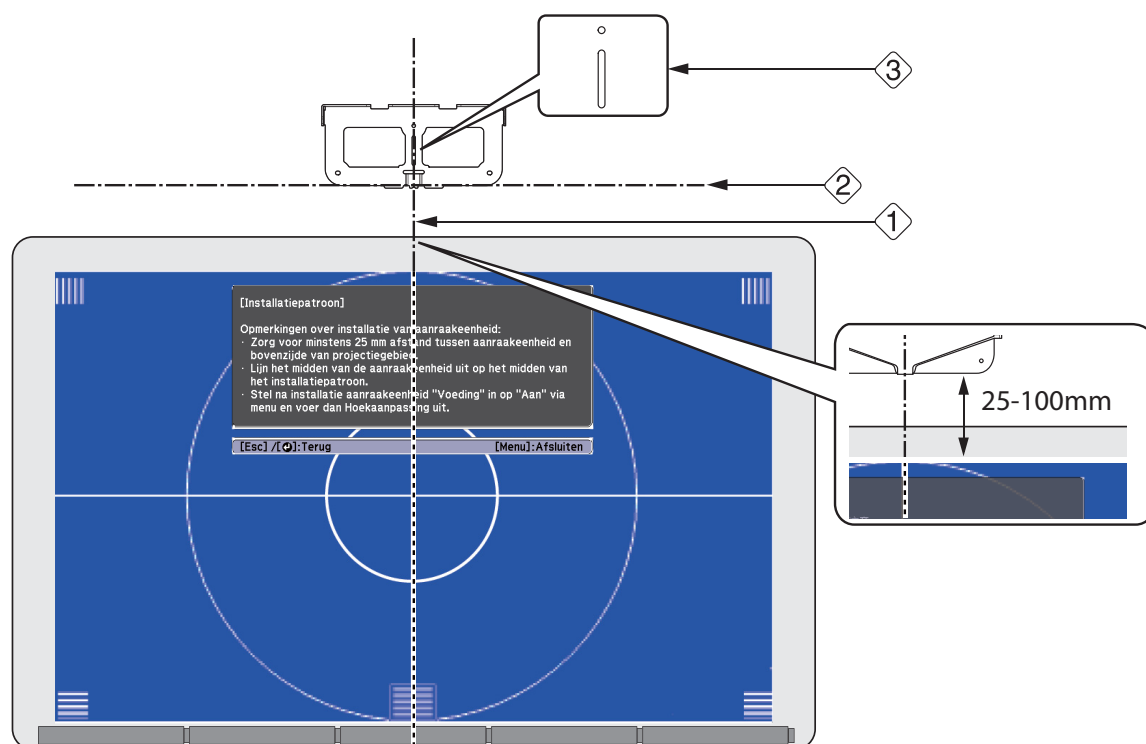 3
2
1
[Installatiepatroon]
Opmerkingen over installatie van aanraakeenheid:
· Zorg voor minstens 25 mm afstand tussen aanraakeenheid en
bovenzijde van projectiegebied.
· Lijn het midden van de aanraakeenheid uit op het midden van
het installatiepatroon.
· Stel na installatie aanraakeenheid "Voeding" in op "Aan" via
menu en voer dan Hoekaanpassing uit.
[Esc] /[⏎]:Terug [Menu]:Afsluiten
25-100mm